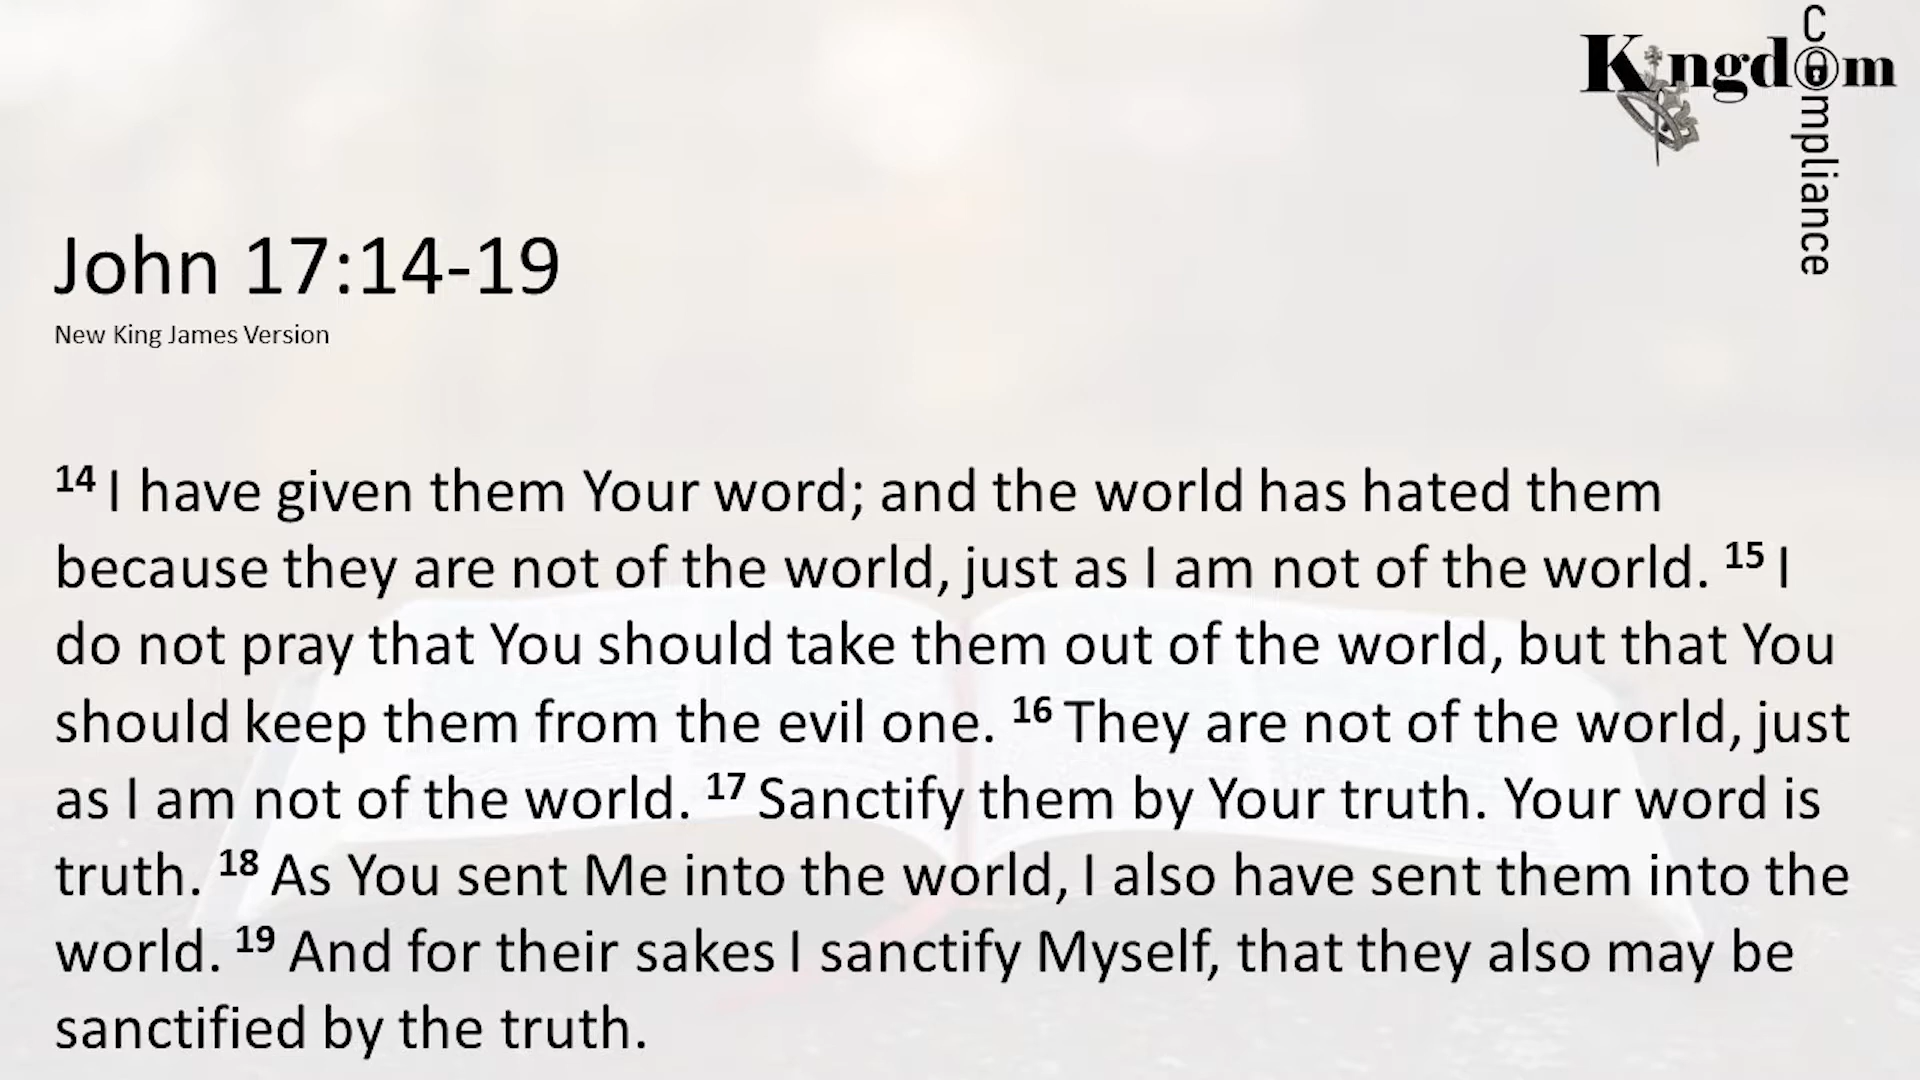 Kingdom
Compliance
John 17:14-19
New King James Version
14 I have given them Your word; and the world has hated them
because they are not of the world, just as I am not of the world. 15 I
do not pray that You should take them out of the world, but that You
should keep them from the evil one. 16 They are not of the world, just
as I am not of the world. 17 Sanctify them by Your truth. Your word is
truth. 18 As You sent Me into the world, I also have sent them into the
world. 19 And for their sakes I sanctify Myself, that they also may be
sanctified by the truth.